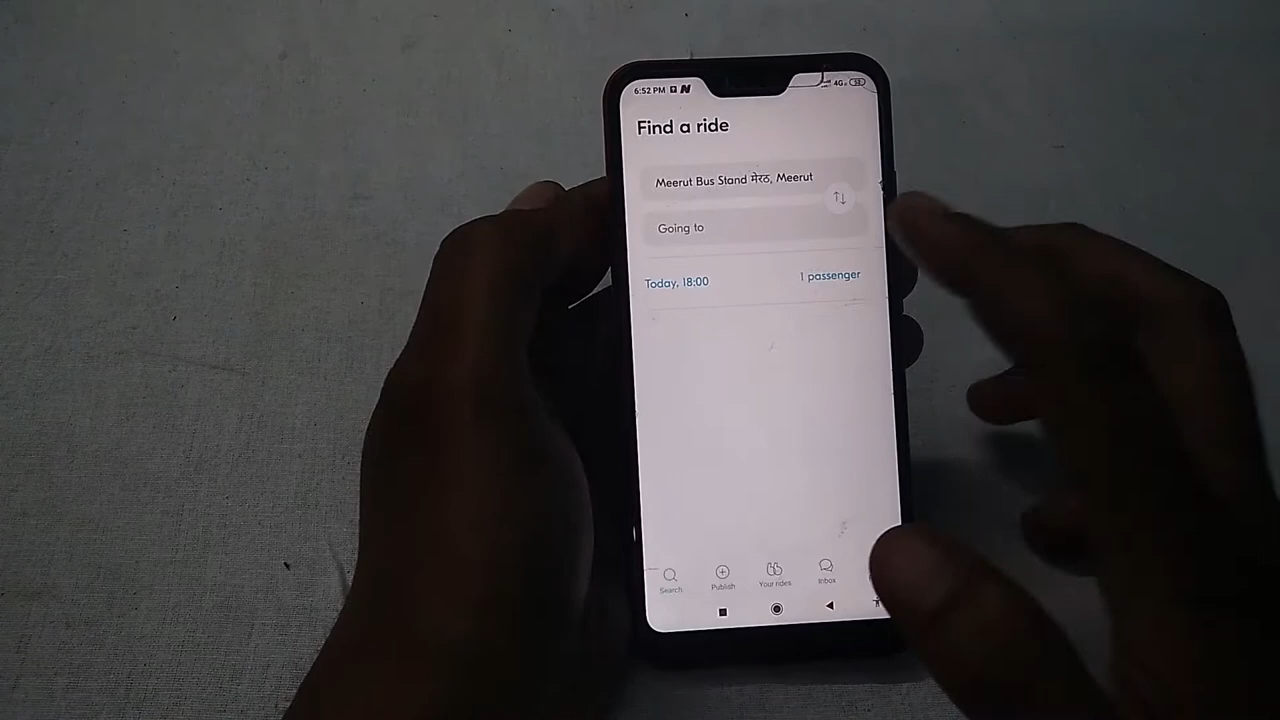 6:52 PM
4G
Find a ride
Meerut Bus Stand मेरठ, Meerut
Going to
Today, 18:00
1 passenger
Search
Publish
Your rides
Inbox